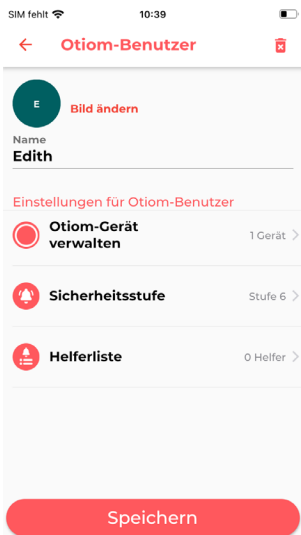 SIM fehlt 10:39
Otiom-Benutzer
E
Bild ändern
Name
Edith
Einstellungen für Otiom-Benutzer
Otiom-Gerät
verwalten
1 Gerät
Sicherheitsstufe
Stufe 6
Helferliste
0 Helfer
Speichern